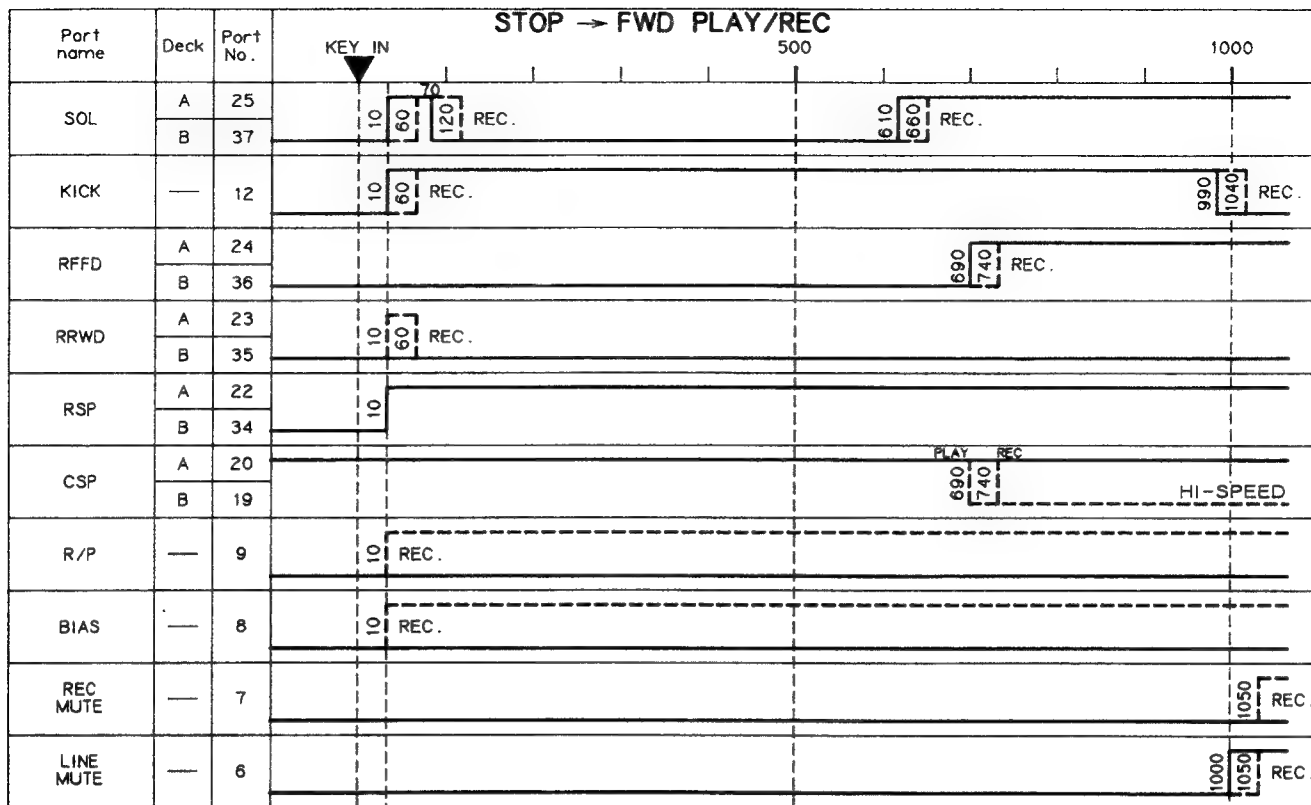 STOP → FWD PLAY/REC
Port name Deck Port No. KEY IN 500 1000
SOL A 25 10 60 70 120 REC. 610 660 REC.
B 37
KICK — 12 10 60 REC. 990 1040 REC.
RFFD A 24 690 740 REC.
B 36
RRWD A 23 10 60 REC.
B 35
RSP A 22 10
B 34
CSP A 20 PLAY REC 690 740
B 19 HI-SPEED
R/P — 9 10 REC.
BIAS — 8 10 REC.
REC MUTE — 7 1050 REC.
LINE MUTE — 6 1000 1050 REC.